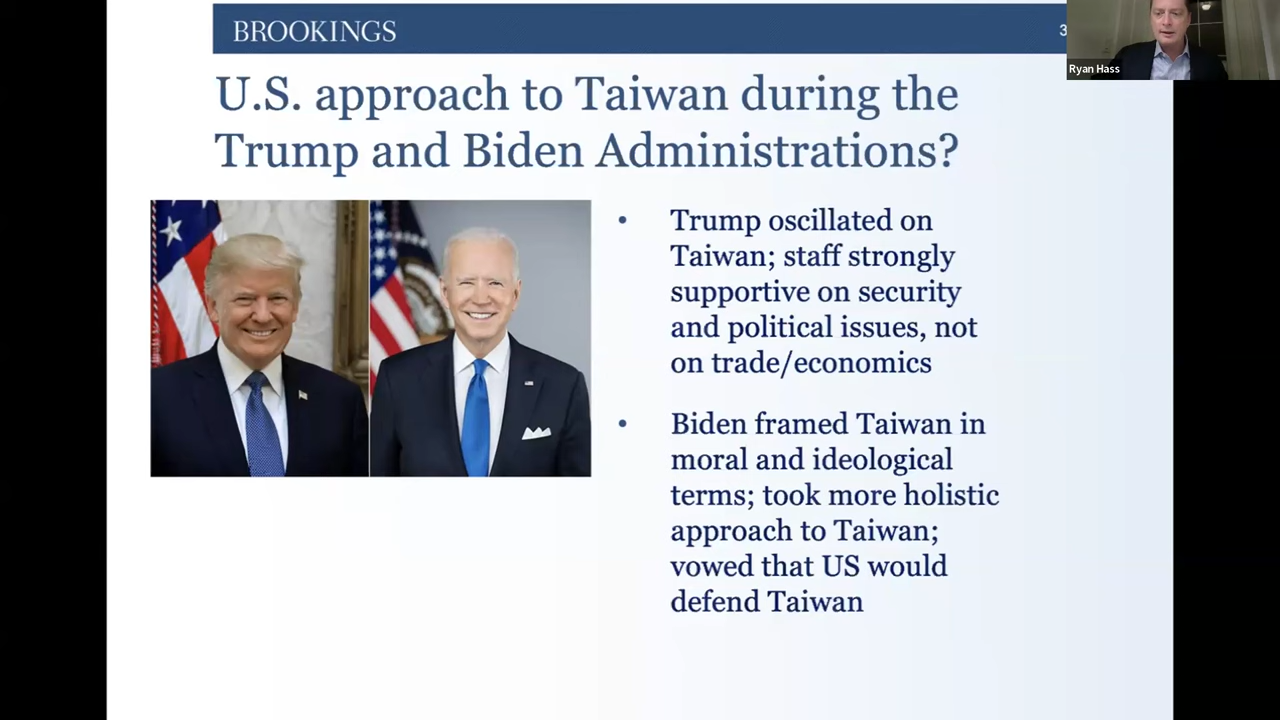 BROOKINGS
3
Ryan Hass
U.S. approach to Taiwan during the
Trump and Biden Administrations?
• Trump oscillated on
Taiwan; staff strongly
supportive on security
and political issues, not
on trade/economics
• Biden framed Taiwan in
moral and ideological
terms; took more holistic
approach to Taiwan;
vowed that US would
defend Taiwan